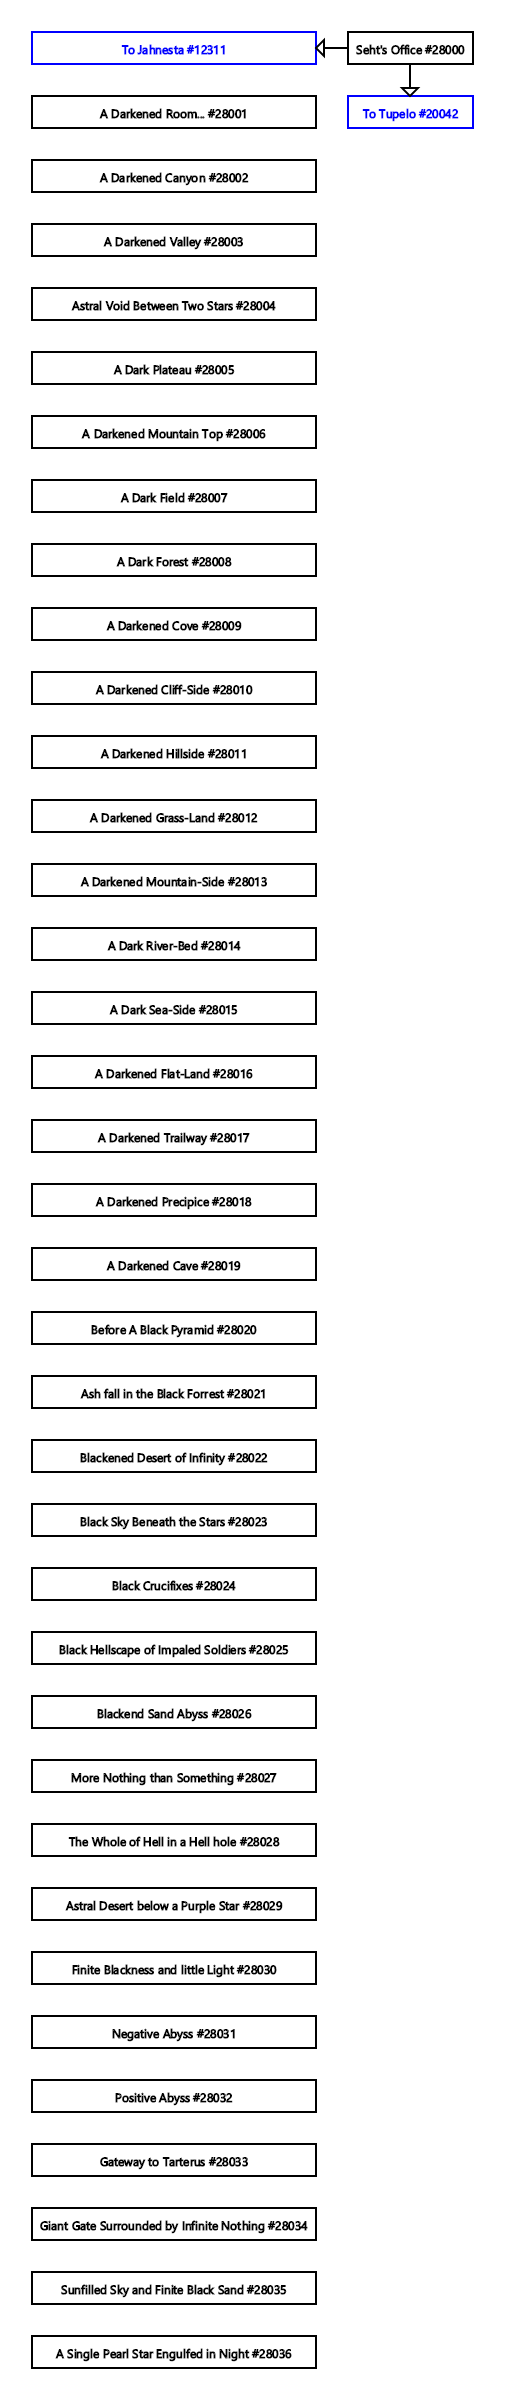 To Jahnesta #12311
Seht's Office #28000
A Darkened Room... #28001
To Tupelo #20042
A Darkened Canyon #28002
A Darkened Valley #28003
Astral Void Between Two Stars #28004
A Dark Plateau #28005
A Darkened Mountain Top #28006
A Dark Field #28007
A Dark Forest #28008
A Darkened Cove #28009
A Darkened Cliff-Side #28010
A Darkened Hillside #28011
A Darkened Grass-Land #28012
A Darkened Mountain-Side #28013
A Dark River-Bed #28014
A Dark Sea-Side #28015
A Darkened Flat-Land #28016
A Darkened Trailway #28017
A Darkened Precipice #28018
A Darkened Cave #28019
Before A Black Pyramid #28020
Ash fall in the Black Forrest #28021
Blackened Desert of Infinity #28022
Black Sky Beneath the Stars #28023
Black Crucifixes #28024
Black Hellscape of Impaled Soldiers #28025
Blackend Sand Abyss #28026
More Nothing than Something #28027
The Whole of Hell in a Hell hole #28028
Astral Desert below a Purple Star #28029
Finite Blackness and little Light #28030
Negative Abyss #28031
Positive Abyss #28032
Gateway to Tarterus #28033
Giant Gate Surrounded by Infinite Nothing #28034
Sunfilled Sky and Finite Black Sand #28035
A Single Pearl Star Engulfed in Night #28036